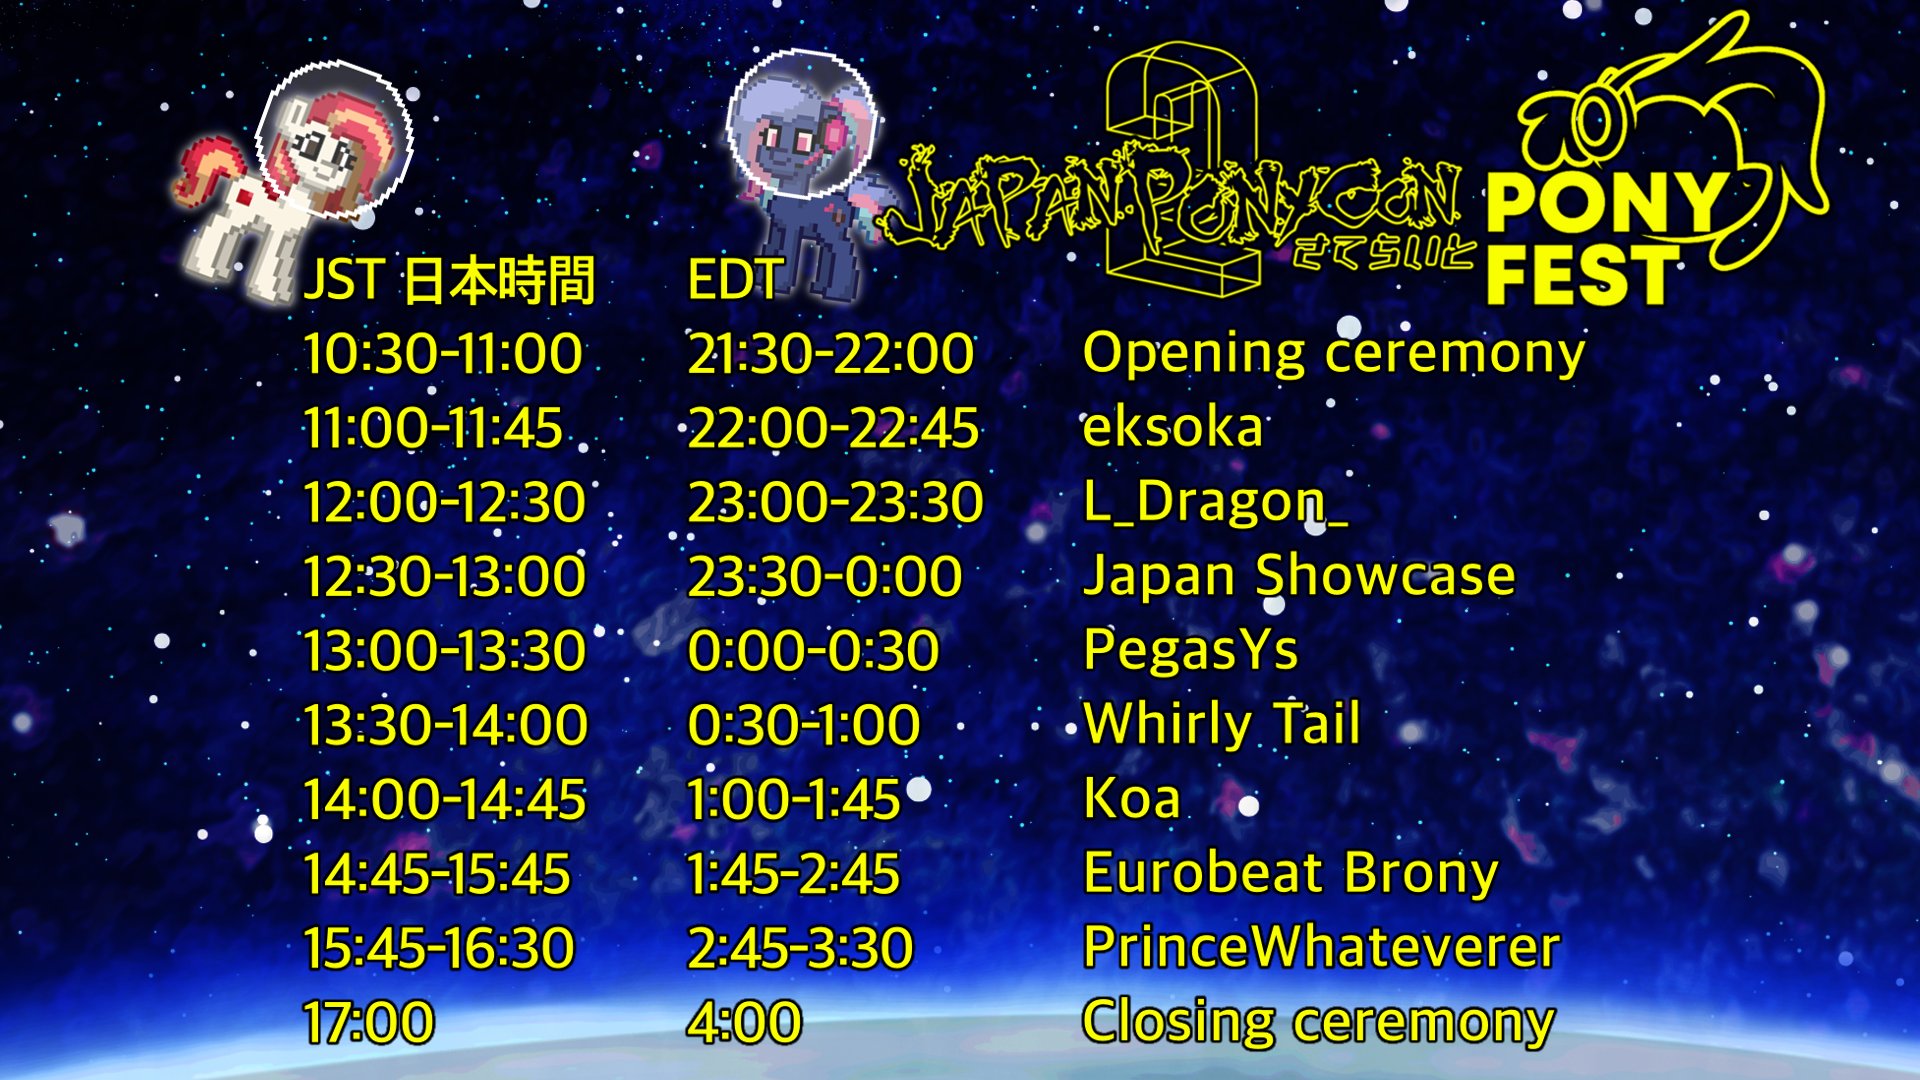 JAPAN PONYCON
2
さてらいと
PONY
FEST
JST 日本時間 EDT
10:30-11:00 21:30-22:00 Opening ceremony
11:00-11:45 22:00-22:45 eksoka
12:00-12:30 23:00-23:30 L_Dragon_
12:30-13:00 23:30-0:00 Japan Showcase
13:00-13:30 0:00-0:30 PegasYs
13:30-14:00 0:30-1:00 Whirly Tail
14:00-14:45 1:00-1:45 Koa
14:45-15:45 1:45-2:45 Eurobeat Brony
15:45-16:30 2:45-3:30 PrinceWhateverer
17:00 4:00 Closing ceremony